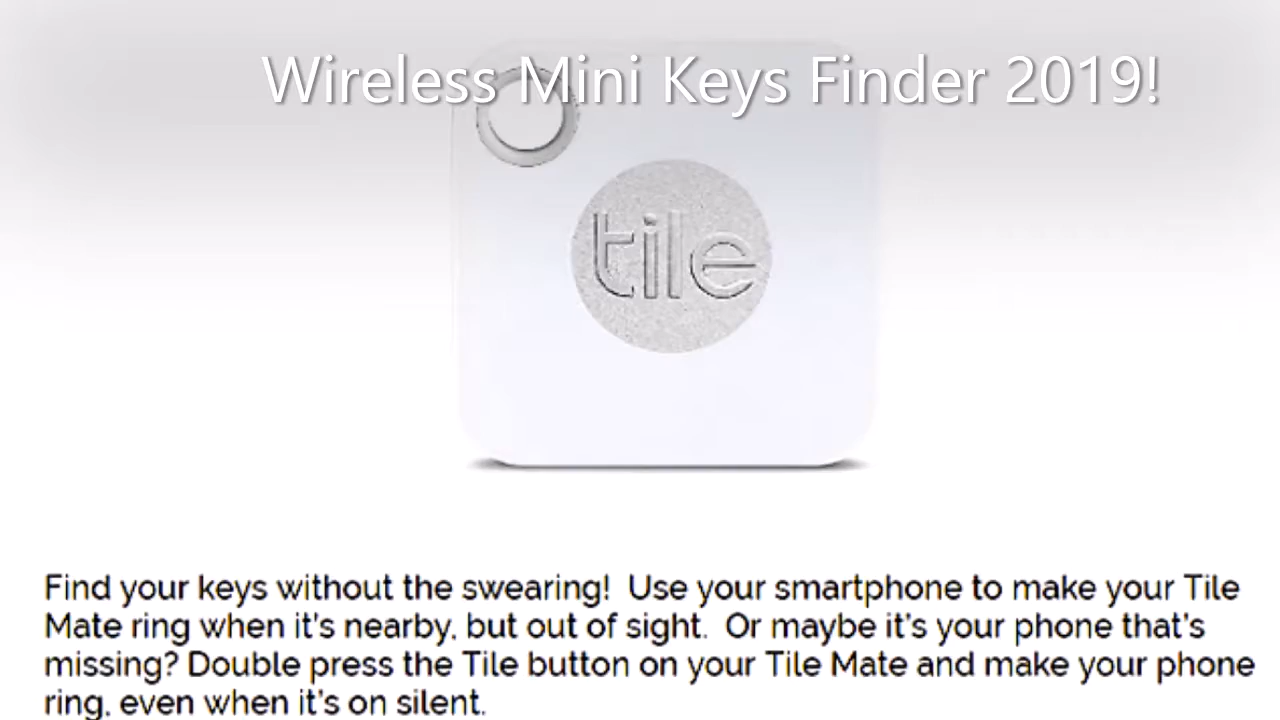 Wireless Mini Keys Finder 2019!
tile
Find your keys without the swearing!  Use your smartphone to make your Tile
Mate ring when it's nearby, but out of sight.  Or maybe it's your phone that's
missing? Double press the Tile button on your Tile Mate and make your phone
ring, even when it's on silent.